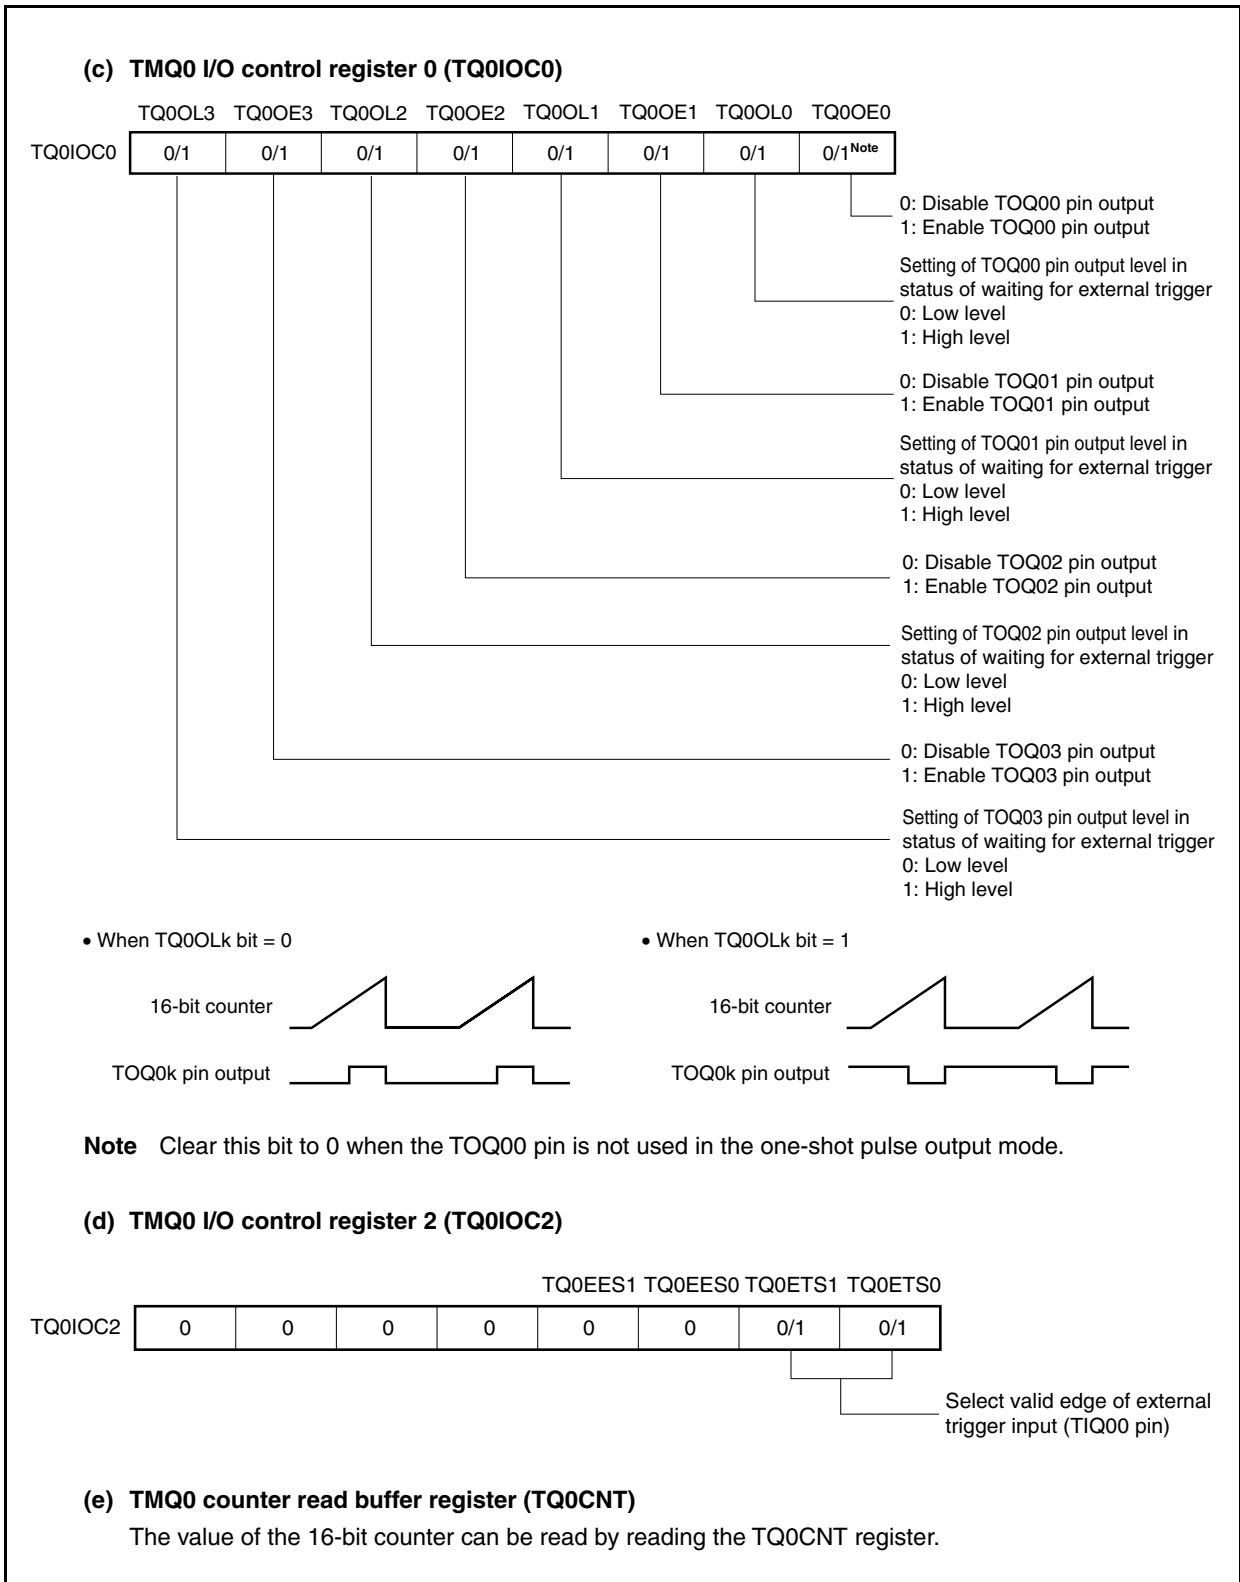 (c) TMQ0 I/O control register 0 (TQ0IOC0)
TQ0OL3 TQ0OE3 TQ0OL2 TQ0OE2 TQ0OL1 TQ0OE1 TQ0OL0 TQ0OE0
TQ0IOC0 0/1 0/1 0/1 0/1 0/1 0/1 0/1 0/1Note
0: Disable TOQ00 pin output
1: Enable TOQ00 pin output
Setting of TOQ00 pin output level in
status of waiting for external trigger
0: Low level
1: High level
0: Disable TOQ01 pin output
1: Enable TOQ01 pin output
Setting of TOQ01 pin output level in
status of waiting for external trigger
0: Low level
1: High level
0: Disable TOQ02 pin output
1: Enable TOQ02 pin output
Setting of TOQ02 pin output level in
status of waiting for external trigger
0: Low level
1: High level
0: Disable TOQ03 pin output
1: Enable TOQ03 pin output
Setting of TOQ03 pin output level in
status of waiting for external trigger
0: Low level
1: High level
• When TQ0OLk bit = 0
16-bit counter
TOQ0k pin output
• When TQ0OLk bit = 1
16-bit counter
TOQ0k pin output
Note Clear this bit to 0 when the TOQ00 pin is not used in the one-shot pulse output mode.
(d) TMQ0 I/O control register 2 (TQ0IOC2)
TQ0EES1 TQ0EES0 TQ0ETS1 TQ0ETS0
TQ0IOC2 0 0 0 0 0 0 0/1 0/1
Select valid edge of external
trigger input (TIQ00 pin)
(e) TMQ0 counter read buffer register (TQ0CNT)
The value of the 16-bit counter can be read by reading the TQ0CNT register.